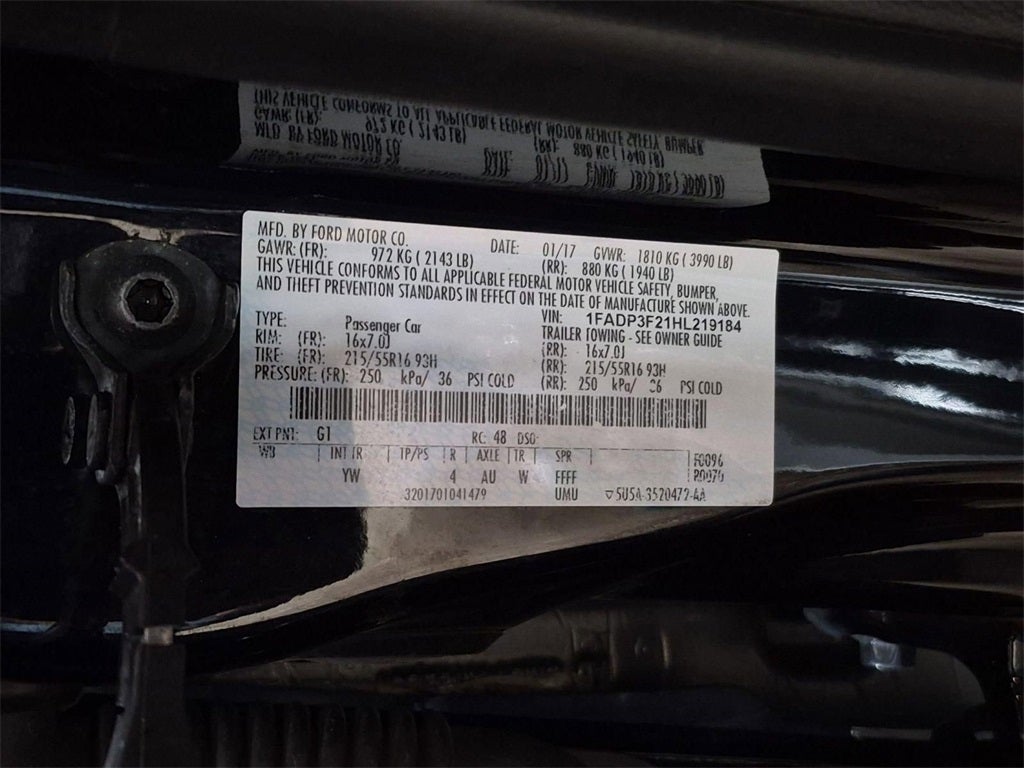 MFD. BY FORD MOTOR CO. DATE: 01/17 GVWR: 1810 KG ( 3990 LB)
GAWR: (FR): 972 KG ( 2143 LB) (RR): 880 KG ( 1940 LB)
THIS VEHICLE CONFORMS TO ALL APPLICABLE FEDERAL MOTOR VEHICLE SAFETY, BUMPER,
AND THEFT PREVENTION STANDARDS IN EFFECT ON THE DATE OF MANUFACTURE SHOWN ABOVE.
VIN: 1FADP3F21HL219184
TYPE: Passenger Car TRAILER TOWING - SEE OWNER GUIDE
RIM: (FR): 16x7.0J (RR): 16x7.0J
TIRE: (FR): 215/55R16 93H (RR): 215/55R16 93H
PRESSURE: (FR): 250 kPa/ 36 PSI COLD (RR): 250 kPa/ 36 PSI COLD
EXT PNT: G1 RC: 48 DSO:
WB INT TR TP/PS R AXLE TR SPR F0096
YW 4 AU W FFFF R0070
3201701041479 UMU ▽5U5A-3520472-AA